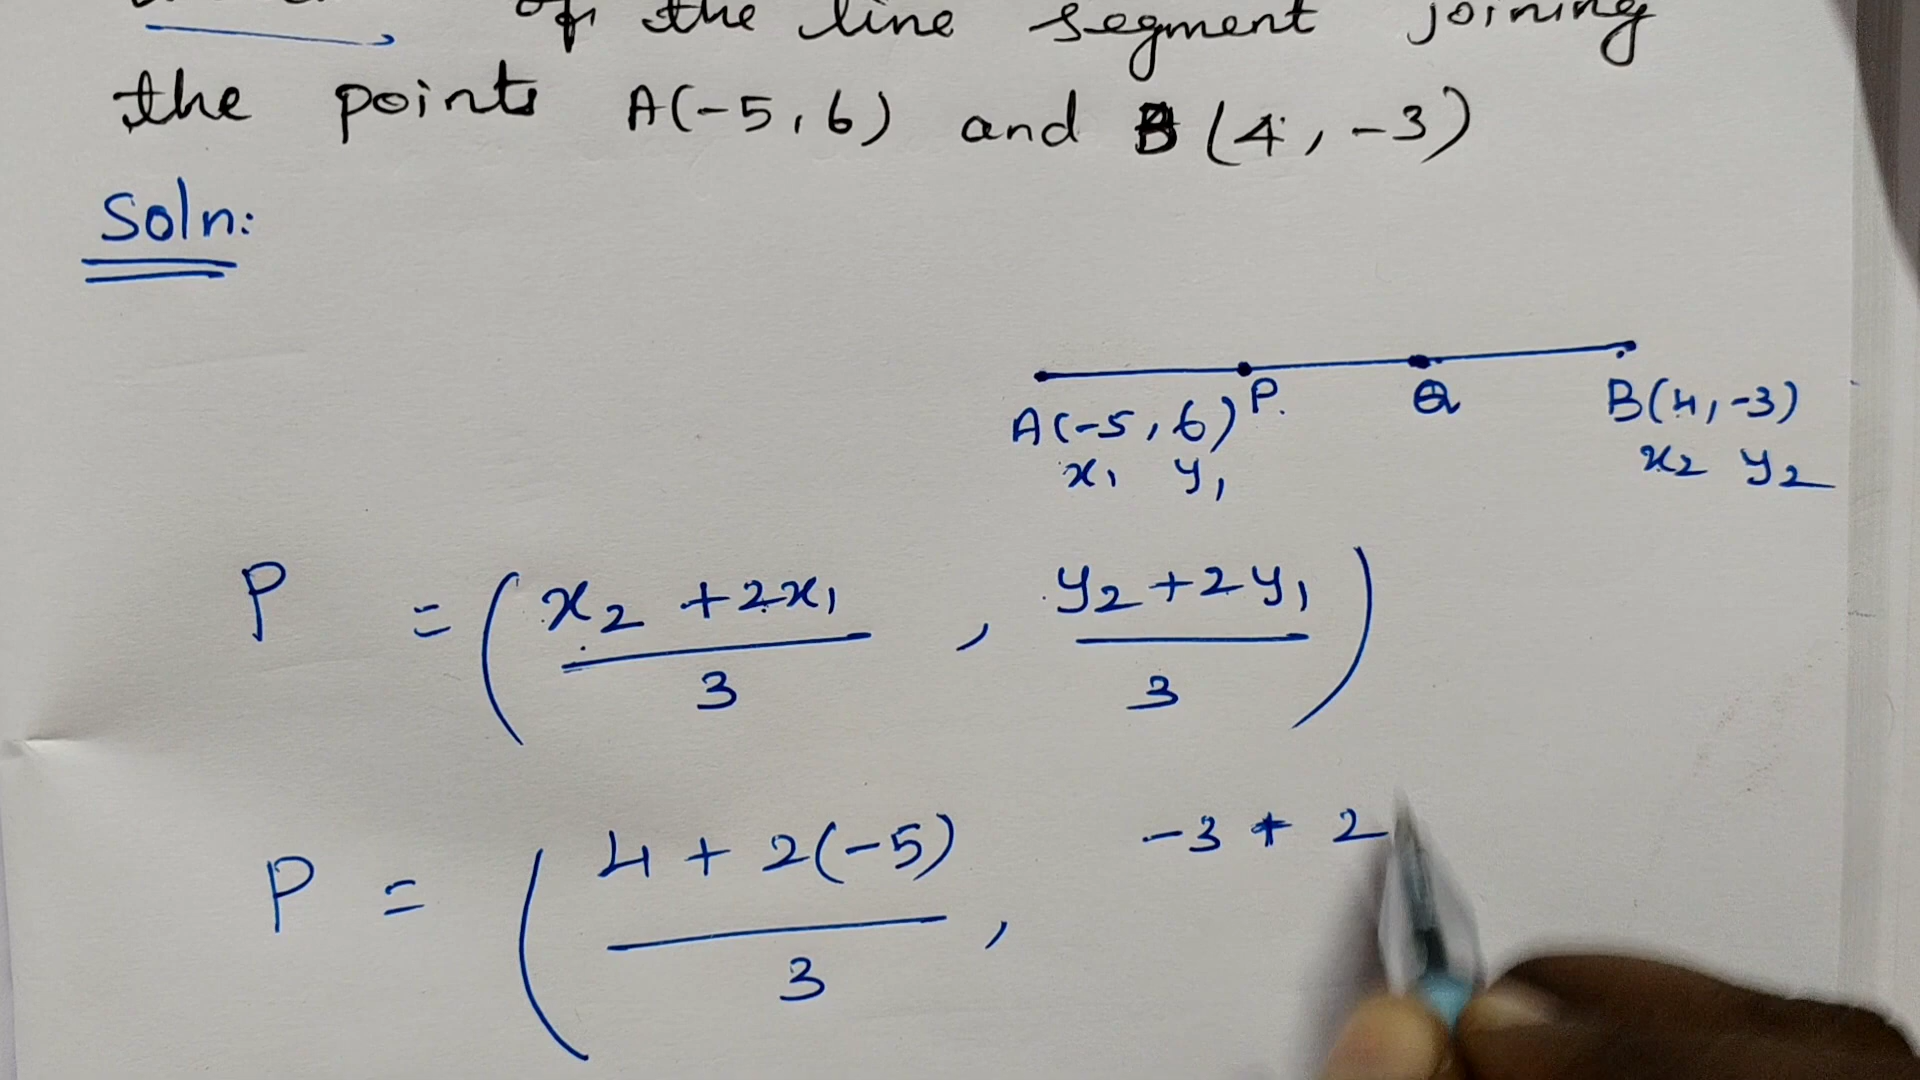 of the line segment joining
the points A(-5,6) and B(4,-3)
Soln:
P. Q
A(-5,6) B(4,-3)
x₁ y₁ x₂ y₂
P = (x₂ + 2x₁ / 3 , y₂ + 2y₁ / 3)
P = (4 + 2(-5) / 3 , -3 + 2